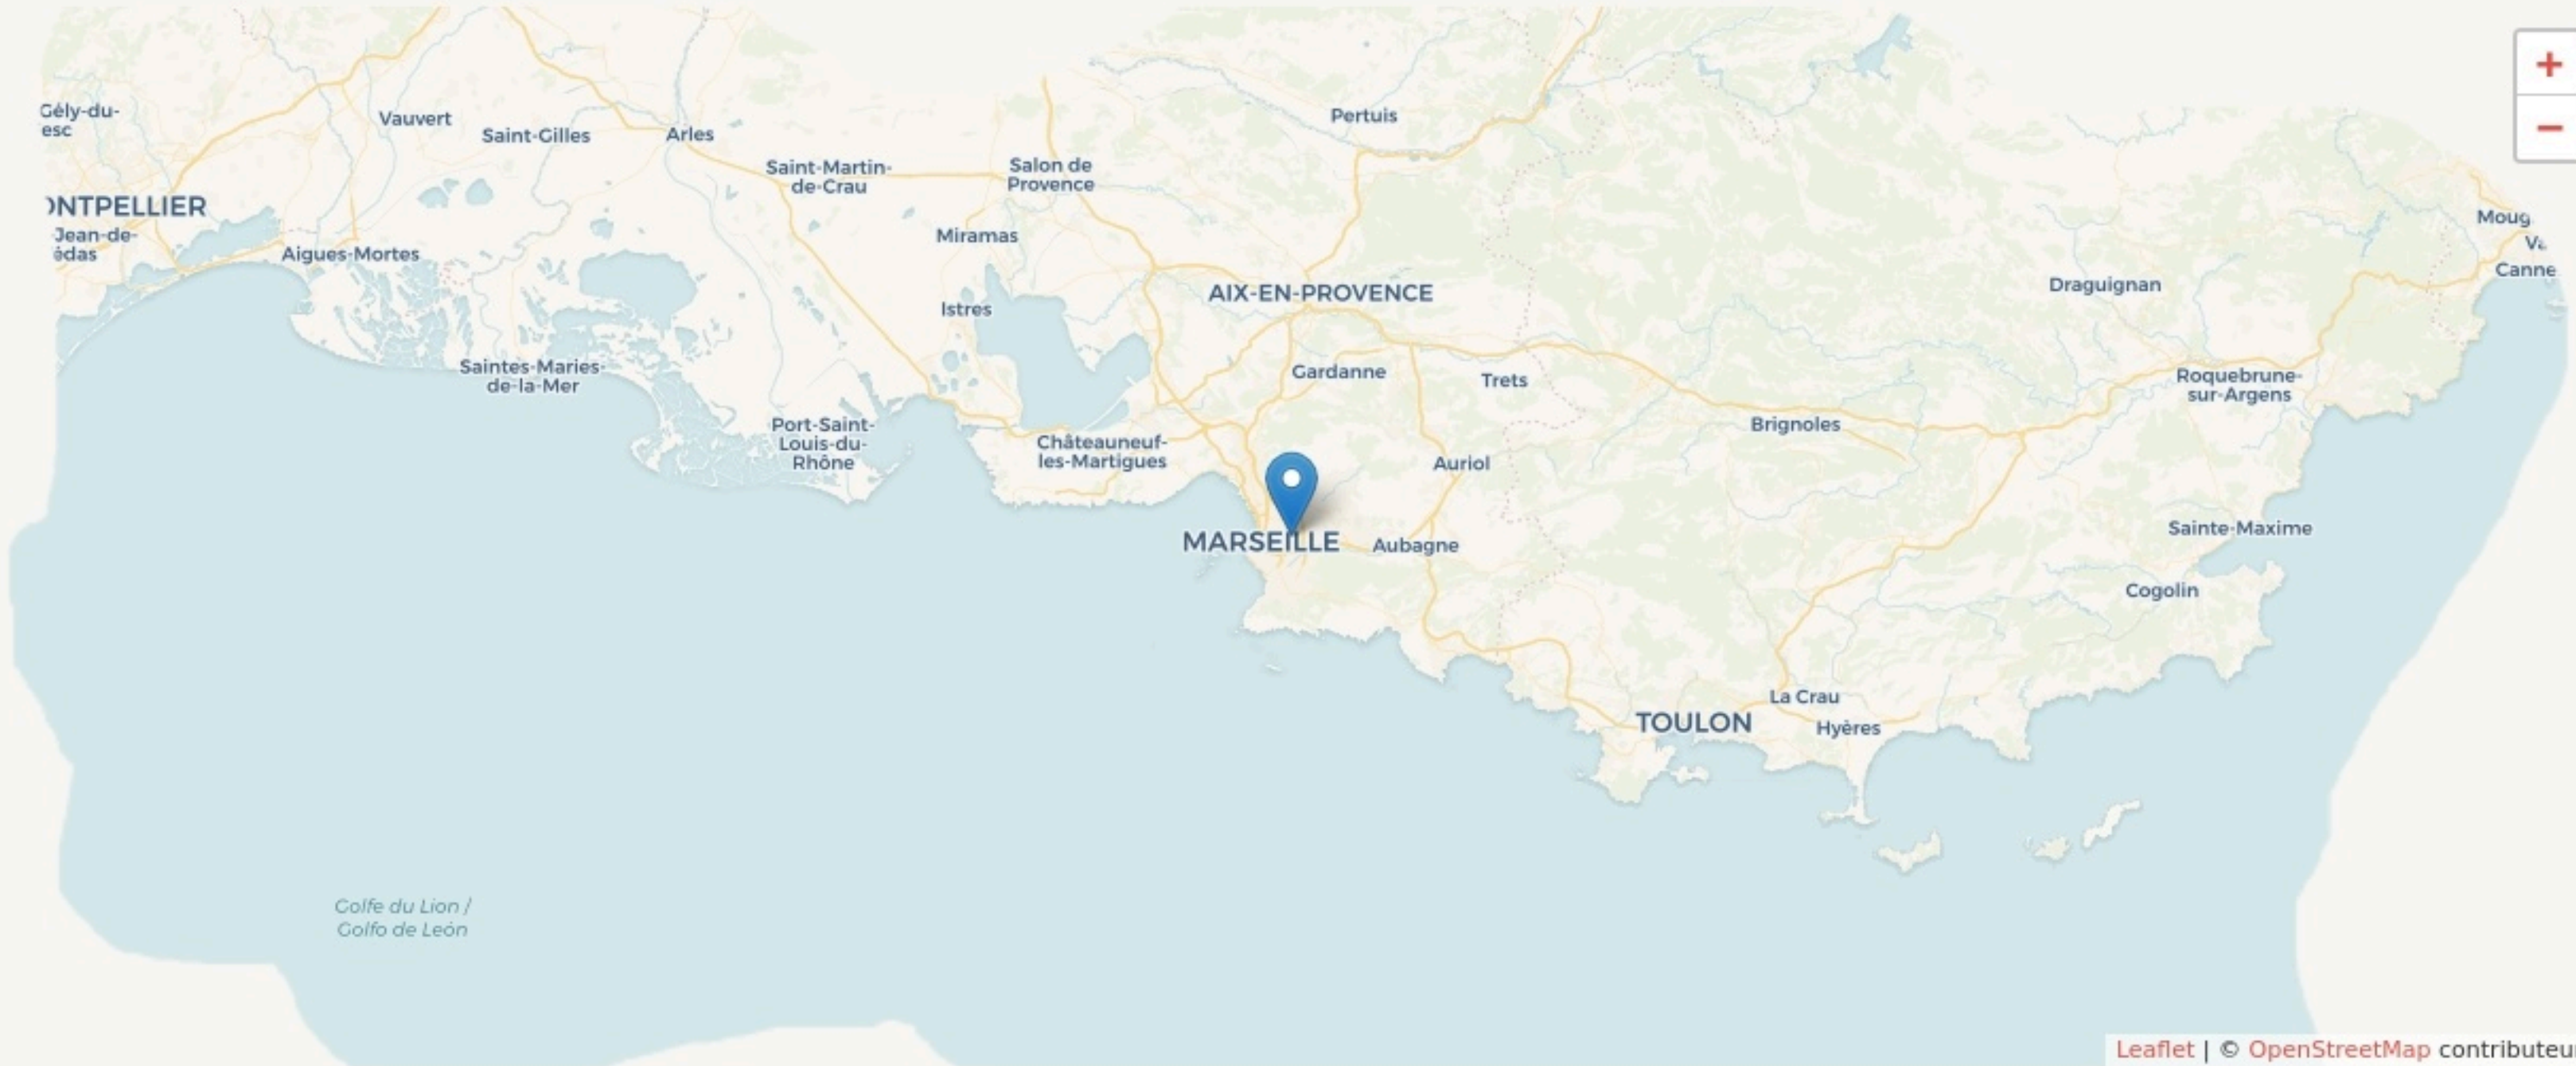 Gély-du-
esc
Vauvert
Saint-Gilles
Arles
Pertuis
Saint-Martin-
de-Crau
Salon de
Provence
ONTPELLIER
Jean-de-
édas
Aigues-Mortes
Miramas
Moug
Va
Canne
Istres
AIX-EN-PROVENCE
Draguignan
Saintes-Maries-
de-la-Mer
Gardanne
Trets
Roquebrune-
sur-Argens
Port-Saint-
Louis-du-
Rhône
Châteauneuf-
les-Martigues
Auriol
Brignoles
MARSEILLE
Aubagne
Sainte-Maxime
Cogolin
La Crau
TOULON
Hyères
Golfe du Lion /
Golfo de León
+
−
Leaflet | © OpenStreetMap contributeu